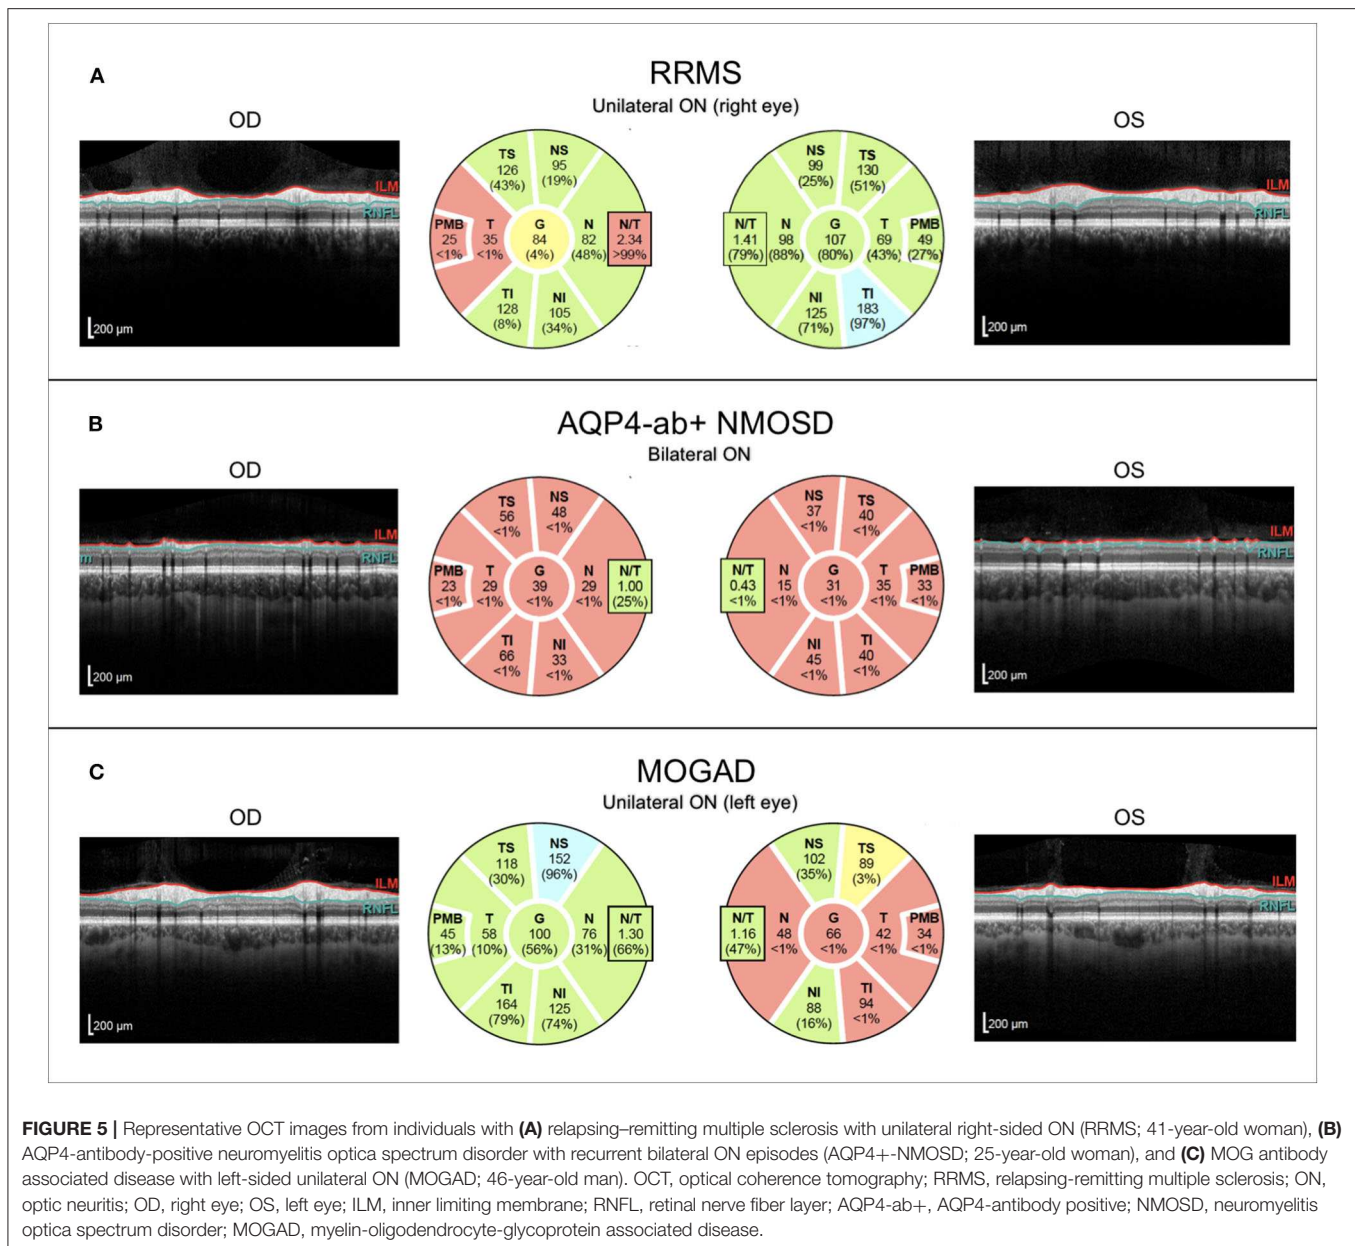 A
RRMS
Unilateral ON (right eye)
OD
OS
ILM
RNFL
200 µm
TS
126
(43%)
NS
95
(19%)
PMB
25
<1%
T
35
<1%
G
84
(4%)
N
82
(48%)
N/T
2.34
>99%
TI
128
(8%)
NI
105
(34%)
NS
99
(25%)
TS
130
(51%)
N/T
1.41
(79%)
N
98
(88%)
G
107
(80%)
T
69
(43%)
PMB
49
(27%)
NI
125
(71%)
TI
183
(97%)
ILM
RNFL
200 µm
B
AQP4-ab+ NMOSD
Bilateral ON
OD
OS
ILM
RNFL
m
200 µm
TS
56
<1%
NS
48
<1%
PMB
23
<1%
T
29
<1%
G
39
<1%
N
29
<1%
N/T
1.00
(25%)
TI
66
<1%
NI
33
<1%
NS
37
<1%
TS
40
<1%
N/T
0.43
<1%
N
15
<1%
G
31
<1%
T
35
<1%
PMB
33
<1%
NI
45
<1%
TI
40
<1%
ILM
RNFL
200 µm
C
MOGAD
Unilateral ON (left eye)
OD
OS
ILM
RNFL
200 µm
TS
118
(30%)
NS
152
(96%)
PMB
45
(13%)
T
58
(10%)
G
100
(56%)
N
76
(31%)
N/T
1.30
(66%)
TI
164
(79%)
NI
125
(74%)
NS
102
(35%)
TS
89
(3%)
N/T
1.16
(47%)
N
48
<1%
G
66
<1%
T
42
<1%
PMB
34
<1%
NI
88
(16%)
TI
94
<1%
ILM
RNFL
200 µm
FIGURE 5 | Representative OCT images from individuals with (A) relapsing–remitting multiple sclerosis with unilateral right-sided ON (RRMS; 41-year-old woman), (B)
AQP4-antibody-positive neuromyelitis optica spectrum disorder with recurrent bilateral ON episodes (AQP4+-NMOSD; 25-year-old woman), and (C) MOG antibody
associated disease with left-sided unilateral ON (MOGAD; 46-year-old man). OCT, optical coherence tomography; RRMS, relapsing-remitting multiple sclerosis; ON,
optic neuritis; OD, right eye; OS, left eye; ILM, inner limiting membrane; RNFL, retinal nerve fiber layer; AQP4-ab+, AQP4-antibody positive; NMOSD, neuromyelitis
optica spectrum disorder; MOGAD, myelin-oligodendrocyte-glycoprotein associated disease.